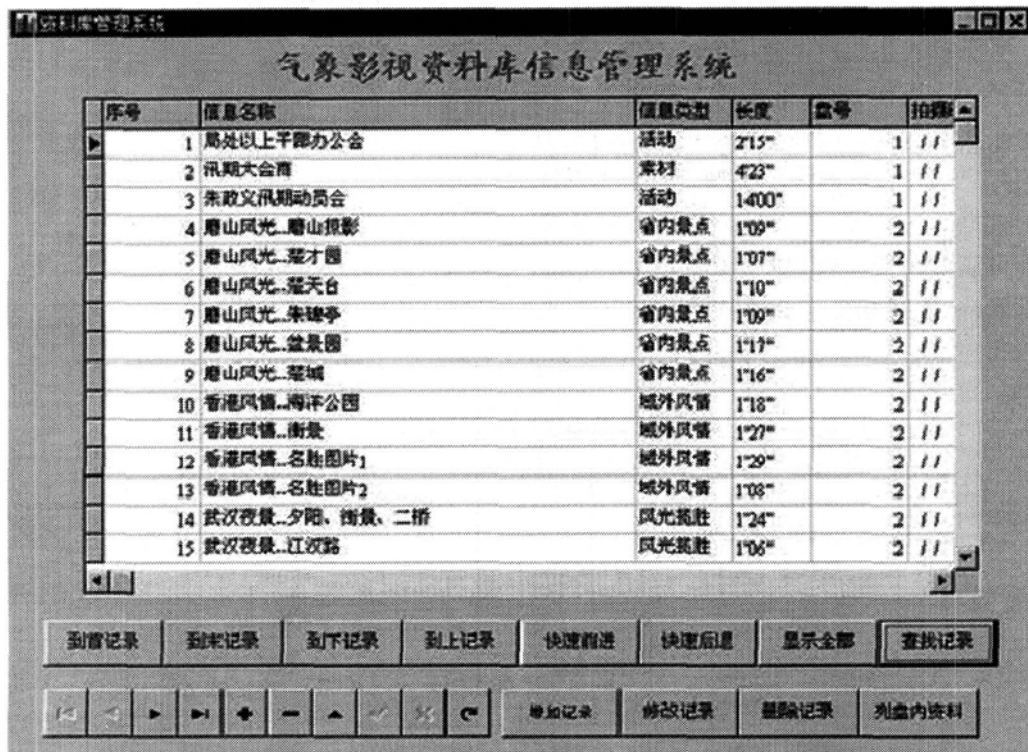 资料库管理系统
气象影视资料库信息管理系统
序号 信息名称 信息类型 长度 盘号 拍摄
1 局处以上干部办公会 活动 2'15" 1 / /
2 汛期大会商 素材 4'23" 1 / /
3 朱政义汛期动员会 活动 14'00" 1 / /
4 磨山风光...磨山掠影 省内景点 1'09" 2 / /
5 磨山风光...楚才园 省内景点 1'07" 2 / /
6 磨山风光...楚天台 省内景点 1'10" 2 / /
7 磨山风光...朱碑亭 省内景点 1'09" 2 / /
8 磨山风光...盆景园 省内景点 1'17" 2 / /
9 磨山风光...楚城 省内景点 1'16" 2 / /
10 香港风情...海洋公园 域外风情 1'18" 2 / /
11 香港风情...街景 域外风情 1'27" 2 / /
12 香港风情...名胜图片1 域外风情 1'29" 2 / /
13 香港风情...名胜图片2 域外风情 1'03" 2 / /
14 武汉夜景...夕阳、街景、二桥 风光揽胜 1'24" 2 / /
15 武汉夜景...江汉路 风光揽胜 1'06" 2 / /
到首记录 到末记录 到下记录 到上记录 快速前进 快速后退 显示全部 查找记录
增加记录 修改记录 删除记录 列盘内资料